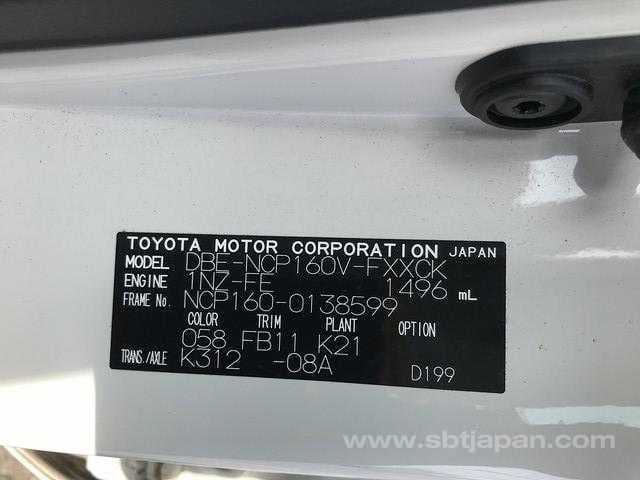 TOYOTA MOTOR CORPORATION JAPAN
MODEL DBE-NCP160V-FXXCK
ENGINE 1NZ-FE 1496 mL
FRAME No. NCP160-0138599
COLOR TRIM PLANT OPTION
058 FB11 K21
TRANS./AXLE K312 -08A
D199
www.sbtjapan.com